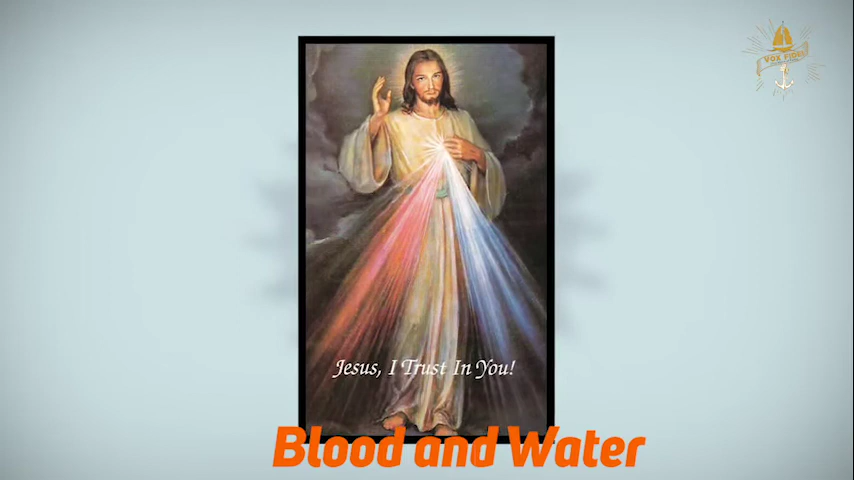 VOX FIDEI
Jesus, I Trust In You!
Blood and Water